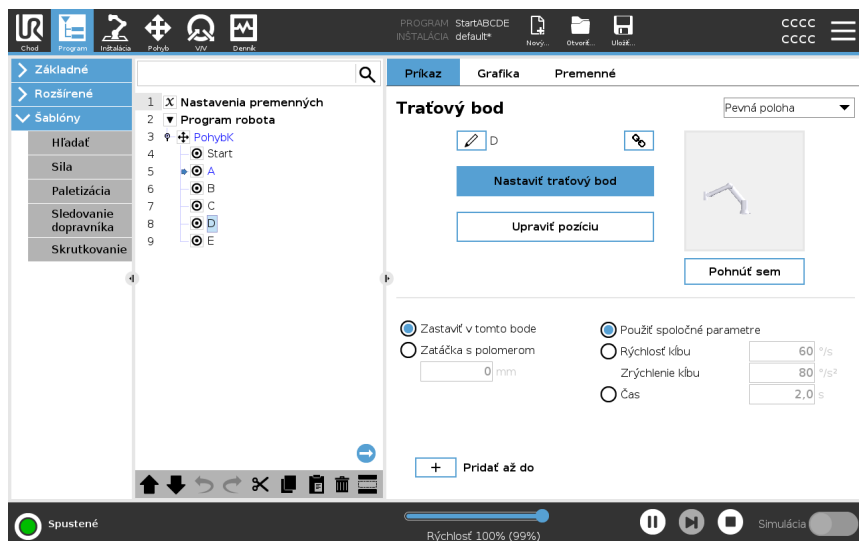 UR
PROGRAM StartABCDE
INŠTALÁCIA default*
CCCC
CCCC
Chod Program Inštalácia Pohyb V/V Denník
Nový... Otvoriť... Uložiť...
Základné
Rozšírené
Šablóny
Hľadať
Sila
Paletizácia
Sledovanie
dopravníka
Skrutkovanie
1 X Nastavenia premenných
2 Program robota
3 PohybK
4 Start
5 A
6 B
7 C
8 D
9 E
Príkaz Grafika Premenné
Traťový bod
Pevná poloha
D
Nastaviť traťový bod
Upraviť pozíciu
Pohnúť sem
Zastaviť v tomto bode
Zatáčka s polomerom
0 mm
Použiť spoločné parametre
Rýchlosť kĺbu 60 °/s
Zrýchlenie kĺbu 80 °/s²
Čas 2,0 s
+ Pridať až do
Spustené
Rýchlosť 100% (99%)
Simulácia